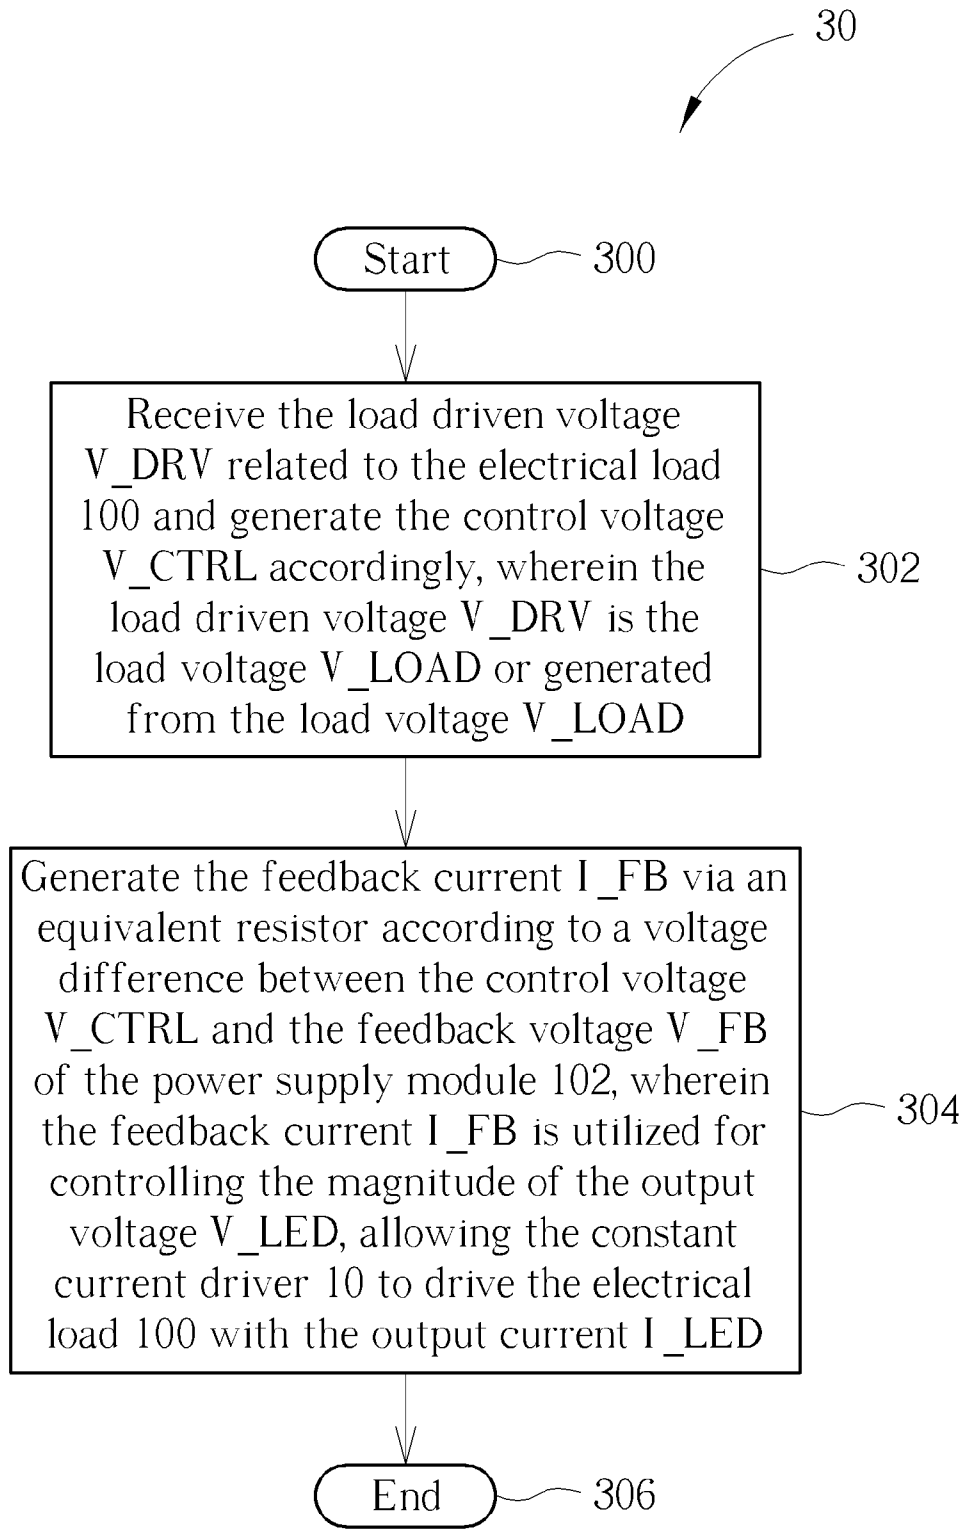 30
Start
300
Receive the load driven voltage
V_DRV related to the electrical load
100 and generate the control voltage
V_CTRL accordingly, wherein the
load driven voltage V_DRV is the
load voltage V_LOAD or generated
from the load voltage V_LOAD
302
Generate the feedback current I_FB via an
equivalent resistor according to a voltage
difference between the control voltage
V_CTRL and the feedback voltage V_FB
of the power supply module 102, wherein
the feedback current I_FB is utilized for
controlling the magnitude of the output
voltage V_LED, allowing the constant
current driver 10 to drive the electrical
load 100 with the output current I_LED
304
End
306